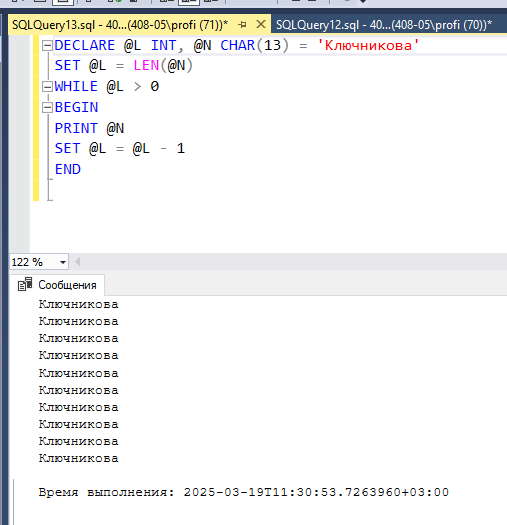 SQLQuery13.sql - 40...(408-05\profi (71))*
SQLQuery12.sql - 40...(408-05\profi (70))*
DECLARE @L INT, @N CHAR(13) = 'Ключникова'
SET @L = LEN(@N)
WHILE @L > 0
BEGIN
PRINT @N
SET @L = @L - 1
END
122 %
Сообщения
Ключникова
Ключникова
Ключникова
Ключникова
Ключникова
Ключникова
Ключникова
Ключникова
Ключникова
Ключникова
Время выполнения: 2025-03-19T11:30:53.7263960+03:00